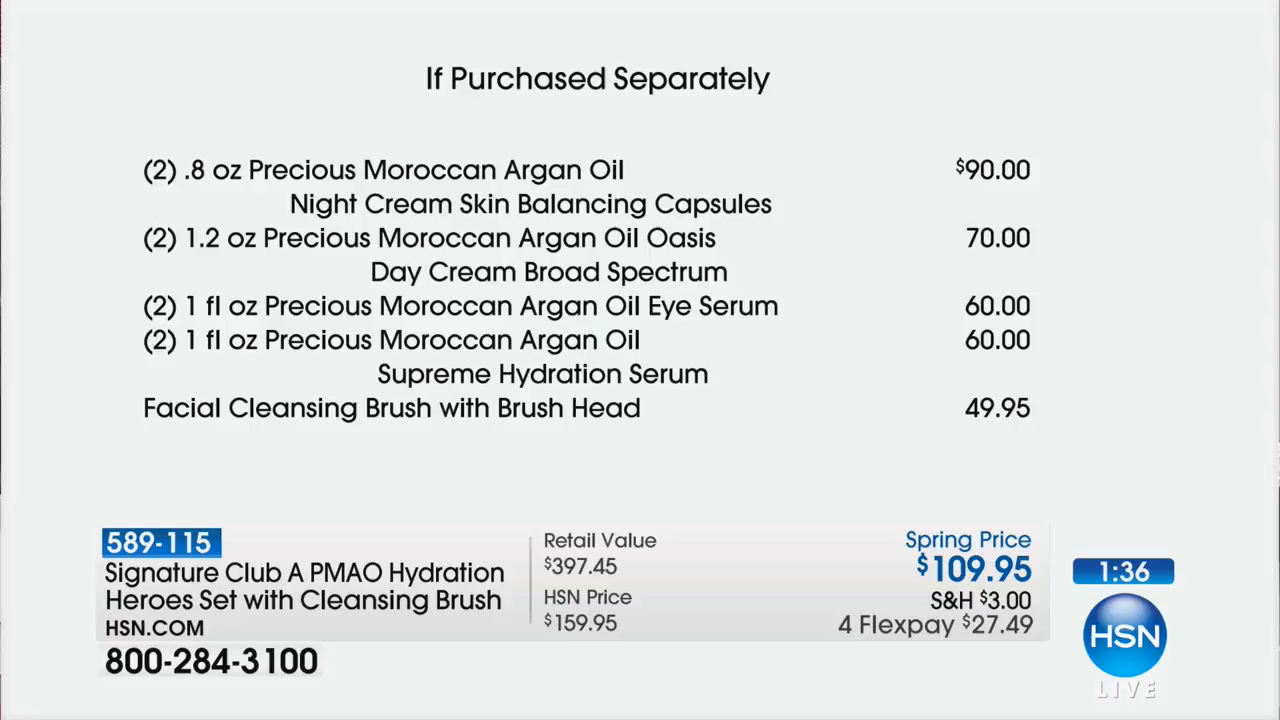 If Purchased Separately
(2) .8 oz Precious Moroccan Argan Oil $90.00
Night Cream Skin Balancing Capsules
(2) 1.2 oz Precious Moroccan Argan Oil Oasis 70.00
Day Cream Broad Spectrum
(2) 1 fl oz Precious Moroccan Argan Oil Eye Serum 60.00
(2) 1 fl oz Precious Moroccan Argan Oil 60.00
Supreme Hydration Serum
Facial Cleansing Brush with Brush Head 49.95
589-115
Signature Club A PMAO Hydration
Heroes Set with Cleansing Brush
HSN.COM
800-284-3100
Retail Value
$397.45
HSN Price
$159.95
Spring Price
$109.95
S&H $3.00
4 Flexpay $27.49
1:36
HSN
LIVE